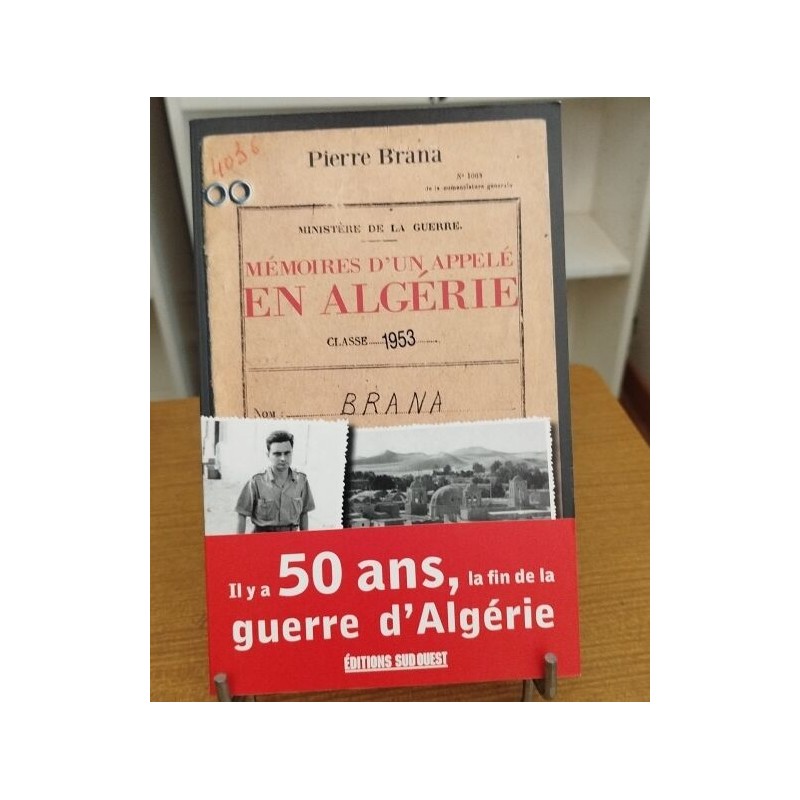 4036
Pierre Brana
N° 1008
de la nomenclature générale
MINISTÈRE DE LA GUERRE.
MÉMOIRES D'UN APPELÉ
EN ALGÉRIE
CLASSE 1953
NOM : BRANA
Il y a 50 ans, la fin de la
guerre d'Algérie
ÉDITIONS SUD OUEST